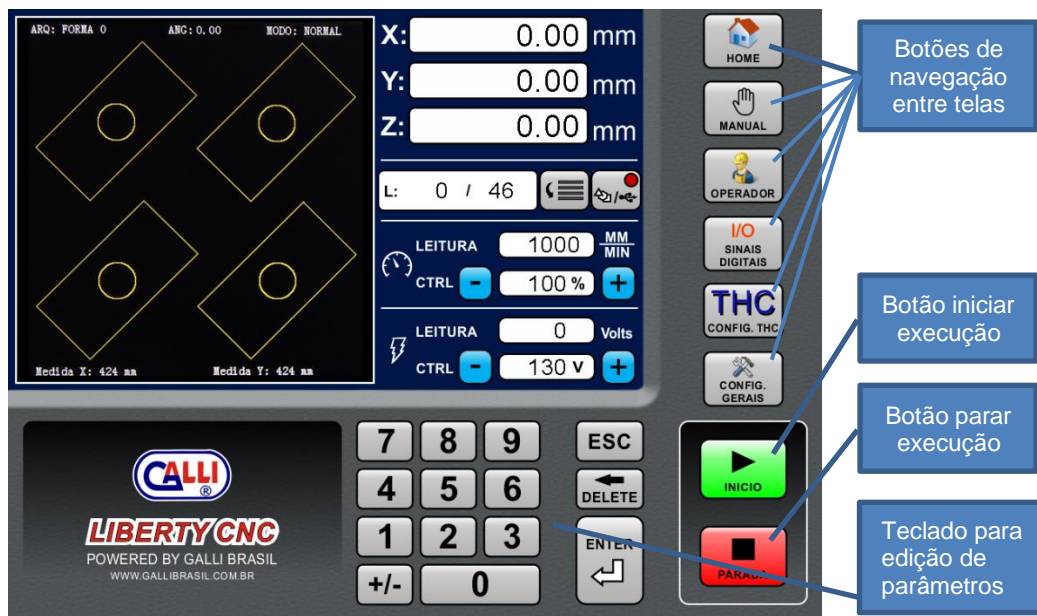 ARQ: FORMA 0 ANG: 0.00 MODO: NORMAL
Medida X: 424 mm Medida Y: 424 mm
X: 0.00 mm
Y: 0.00 mm
Z: 0.00 mm
L: 0 / 46
LEITURA 1000 MM/MIN
CTRL - 100 % +
LEITURA 0 Volts
CTRL - 130 V +
HOME
MANUAL
OPERADOR
I/O
SINAIS
DIGITAIS
THC
CONFIG. THC
CONFIG.
GERAIS
Botões de
navegação
entre telas
Botão iniciar
execução
Botão parar
execução
Teclado para
edição de
parâmetros
GALLI
®
LIBERTY CNC
POWERED BY GALLI BRASIL
WWW.GALLIBRASIL.COM.BR
7 8 9 ESC
4 5 6 DELETE
1 2 3 ENTER
+/- 0
INICIO
PARADA